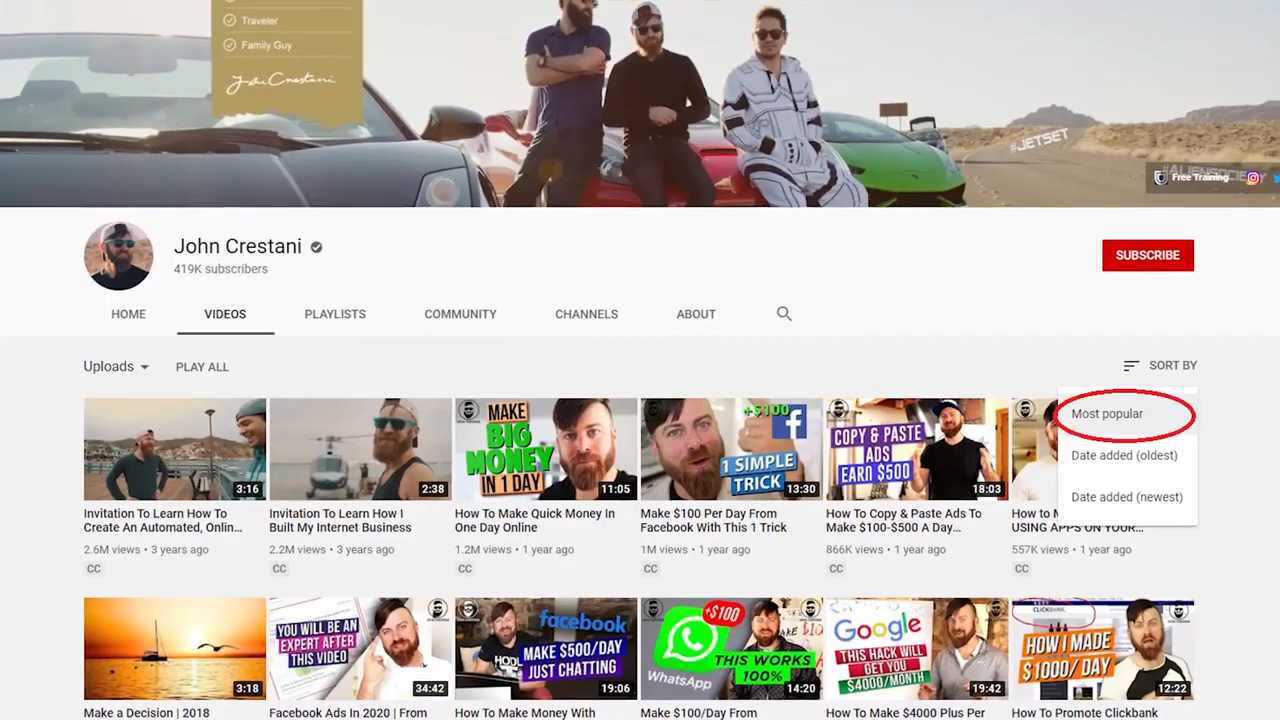 Traveler
Family Guy
John Crestani
#JETSET
#ALIENSOCIETY
Free Training
John Crestani
419K subscribers
SUBSCRIBE
HOME VIDEOS PLAYLISTS COMMUNITY CHANNELS ABOUT
Uploads PLAY ALL SORT BY
Most popular
Date added (oldest)
Date added (newest)
3:16
Invitation To Learn How To
Create An Automated, Onlin...
2.6M views • 3 years ago
CC
2:38
Invitation To Learn How I
Built My Internet Business
2.2M views • 3 years ago
CC
MAKE
BIG
MONEY
IN 1 DAY
11:05
How To Make Quick Money In
One Day Online
1.2M views • 1 year ago
CC
+$100
1 SIMPLE
TRICK
13:30
Make $100 Per Day From
Facebook With This 1 Trick
1M views • 1 year ago
CC
COPY & PASTE
ADS
EARN $500
18:03
How To Copy & Paste Ads To
Make $100-$500 A Day...
866K views • 1 year ago
CC
How to M
USING APPS ON YOUR...
557K views • 1 year ago
CC
3:18
Make a Decision | 2018
YOU WILL BE AN
EXPERT AFTER
THIS VIDEO
34:42
Facebook Ads In 2020 | From
facebook
MAKE $500/DAY
JUST CHATTING
19:06
How To Make Money With
+$100
WhatsApp
THIS WORKS
100%
14:20
Make $100/Day From
Google
THIS HACK WILL
GET YOU
$4000/MONTH
19:42
How To Make $4000 Plus Per
CLICKBANK
HOW I MADE
$1000/DAY
12:22
How To Promote Clickbank